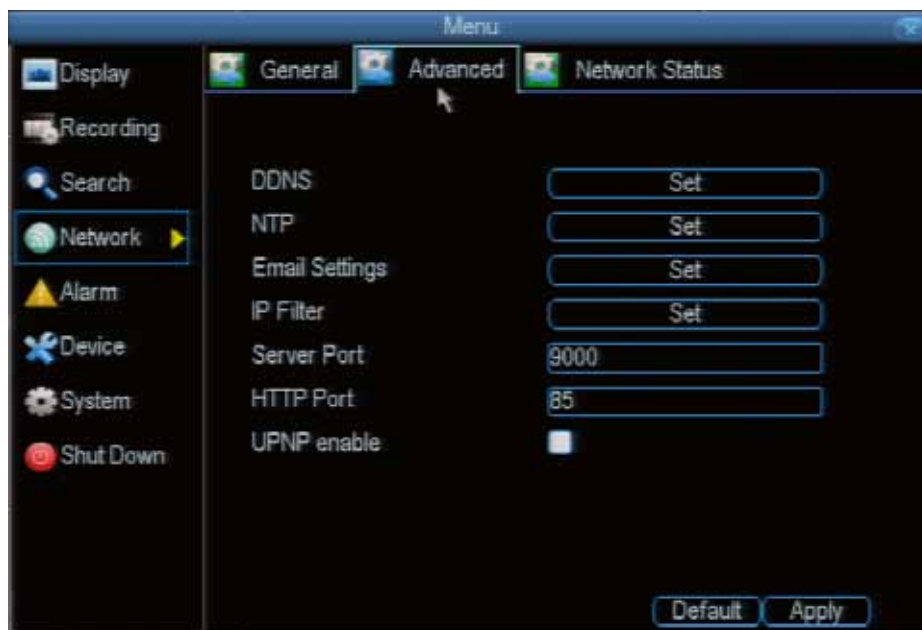 Menu
Display
Recording
Search
Network
Alarm
Device
System
Shut Down
General Advanced Network Status
DDNS Set
NTP Set
Email Settings Set
IP Filter Set
Server Port 9000
HTTP Port 85
UPNP enable
Default Apply